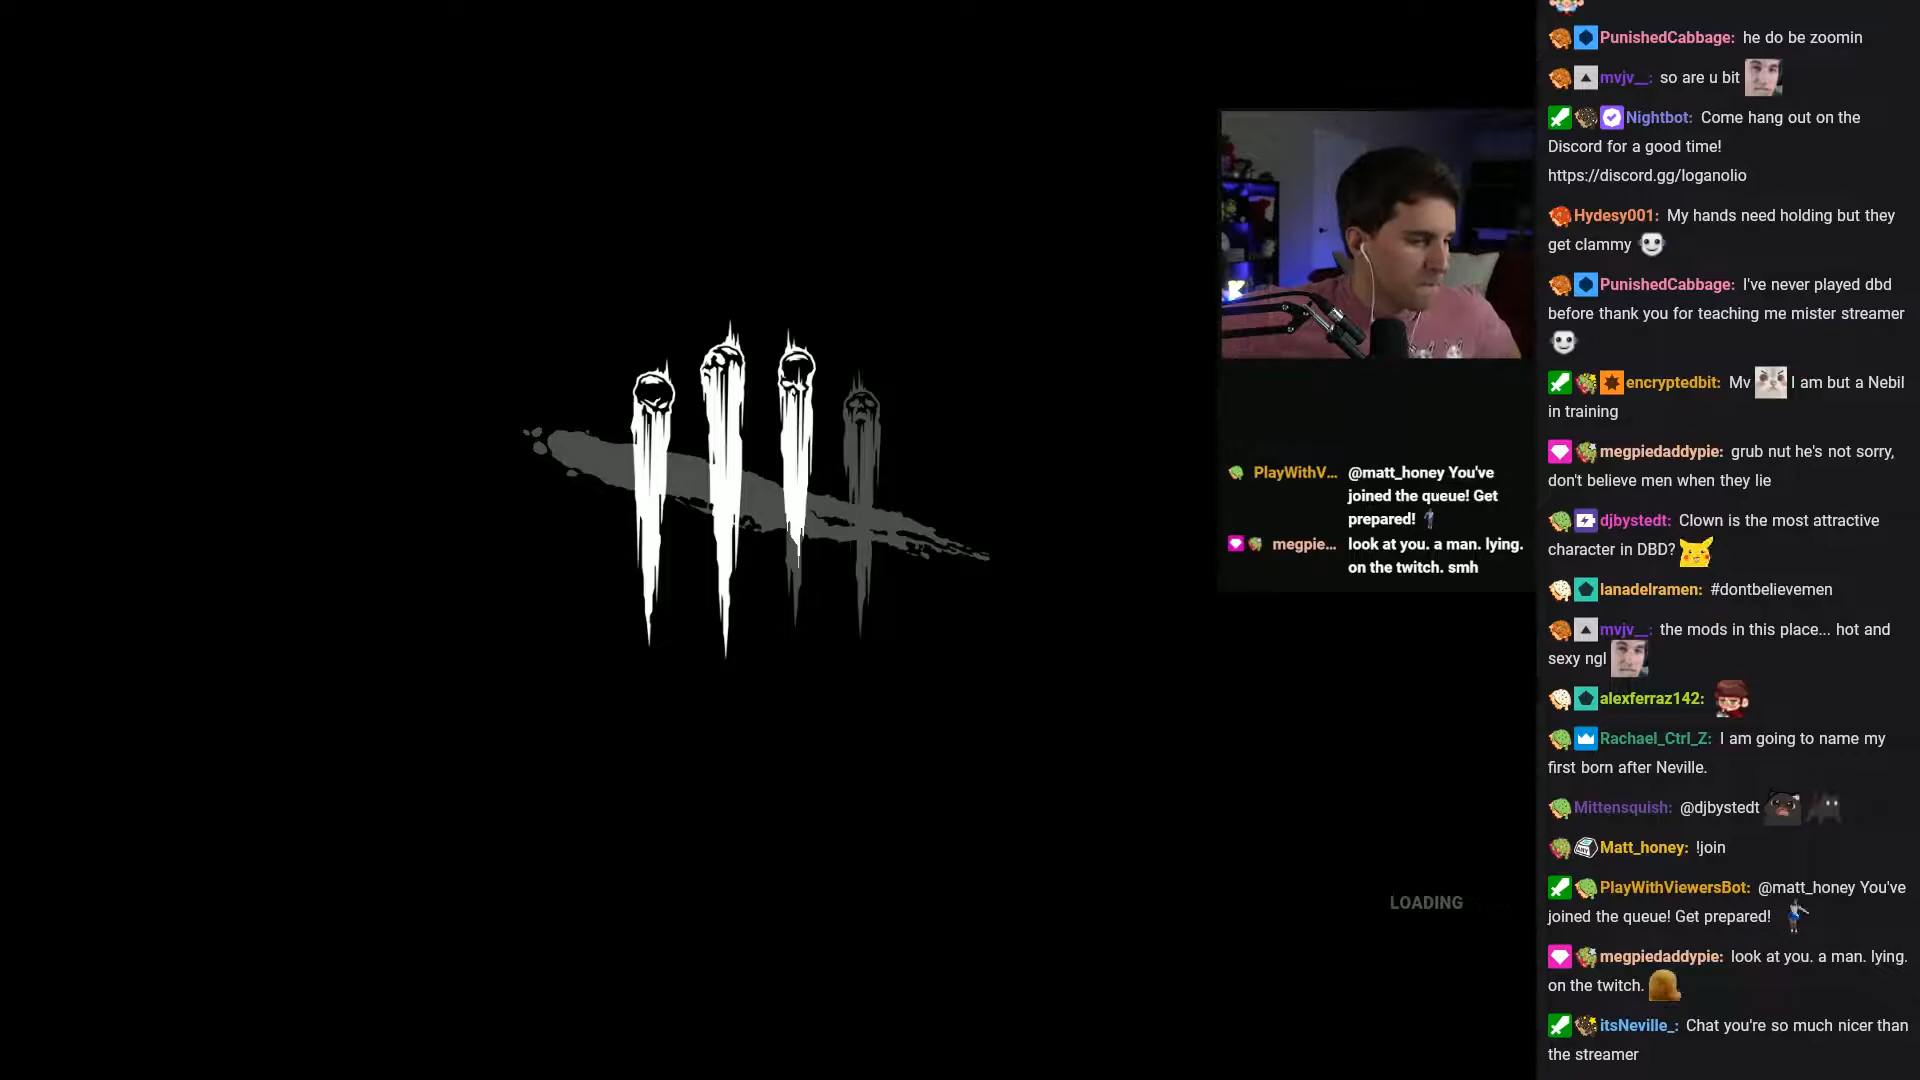 PunishedCabbage: he do be zoomin
mvjv__: so are u bit
Nightbot: Come hang out on the
Discord for a good time!
https://discord.gg/loganolio
Hydesy001: My hands need holding but they
get clammy
PunishedCabbage: I've never played dbd
before thank you for teaching me mister streamer
encryptedbit: Mv I am but a Nebil
in training
megpiedaddypie: grub nut he's not sorry,
don't believe men when they lie
djbystedt: Clown is the most attractive
character in DBD?
lanadelramen: #dontbelievemen
mvjv__: the mods in this place... hot and
sexy ngl
alexferraz142:
Rachael_Ctrl_Z: I am going to name my
first born after Neville.
Mittensquish: @djbystedt
Matt_honey: !join
PlayWithViewersBot: @matt_honey You've
joined the queue! Get prepared!
megpiedaddypie: look at you. a man. lying.
on the twitch.
itsNeville_: Chat you're so much nicer than
the streamer
PlayWithV... @matt_honey You've
joined the queue! Get
prepared!
megpie... look at you. a man. lying.
on the twitch. smh
LOADING